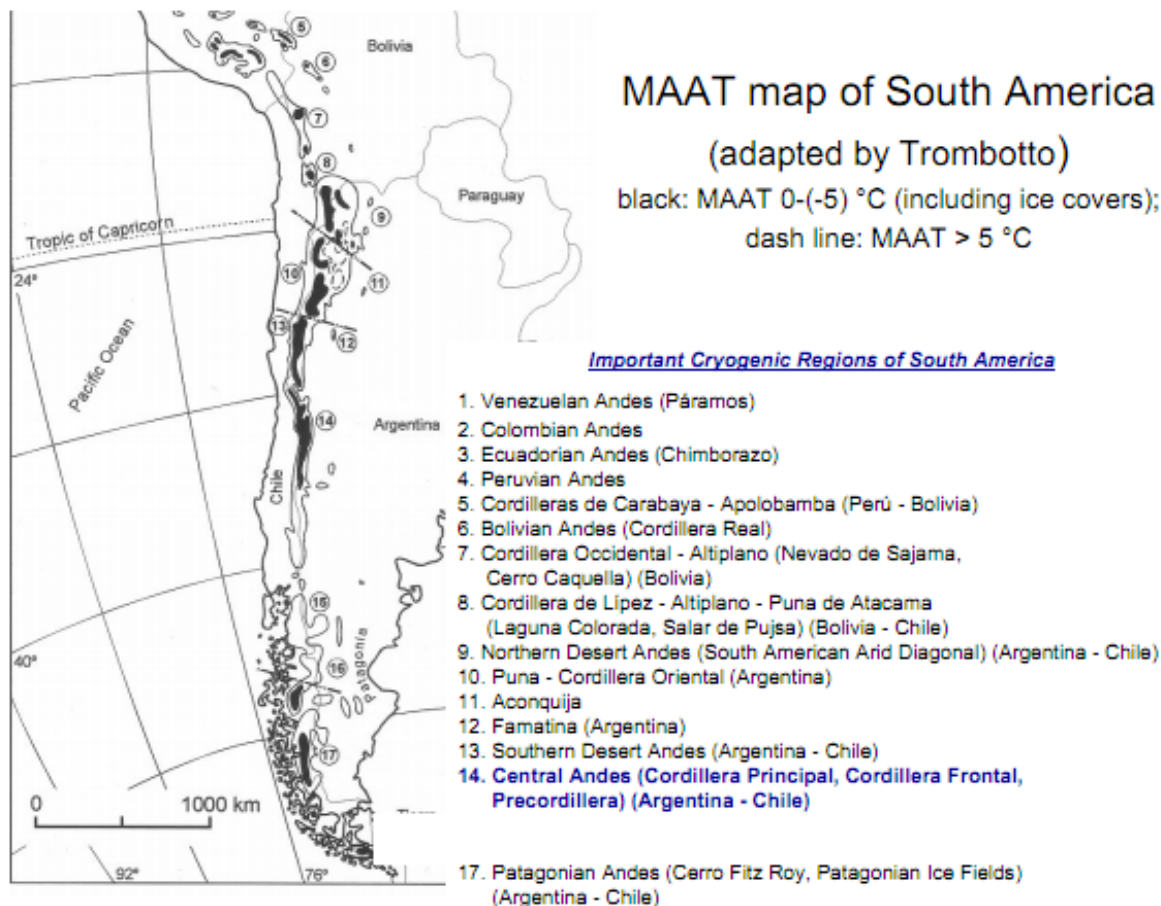 MAAT map of South America
(adapted by Trombotto)
black: MAAT 0-(-5) °C (including ice covers);
dash line: MAAT > 5 °C
5
Bolivia
6
7
8
Paraguay
9
Tropic of Capricorn
10
24º
11
13
12
Pacific Ocean
14
Argentina
Chile
15
40º
16
Patagonia
17
0
1000 km
92º
76º
Important Cryogenic Regions of South America
1. Venezuelan Andes (Páramos)
2. Colombian Andes
3. Ecuadorian Andes (Chimborazo)
4. Peruvian Andes
5. Cordilleras de Carabaya - Apolobamba (Perú - Bolivia)
6. Bolivian Andes (Cordillera Real)
7. Cordillera Occidental - Altiplano (Nevado de Sajama,
Cerro Caquella) (Bolivia)
8. Cordillera de Lípez - Altiplano - Puna de Atacama
(Laguna Colorada, Salar de Pujsa) (Bolivia - Chile)
9. Northern Desert Andes (South American Arid Diagonal) (Argentina - Chile)
10. Puna - Cordillera Oriental (Argentina)
11. Aconquija
12. Famatina (Argentina)
13. Southern Desert Andes (Argentina - Chile)
14. Central Andes (Cordillera Principal, Cordillera Frontal,
Precordillera) (Argentina - Chile)
17. Patagonian Andes (Cerro Fitz Roy, Patagonian Ice Fields)
(Argentina - Chile)